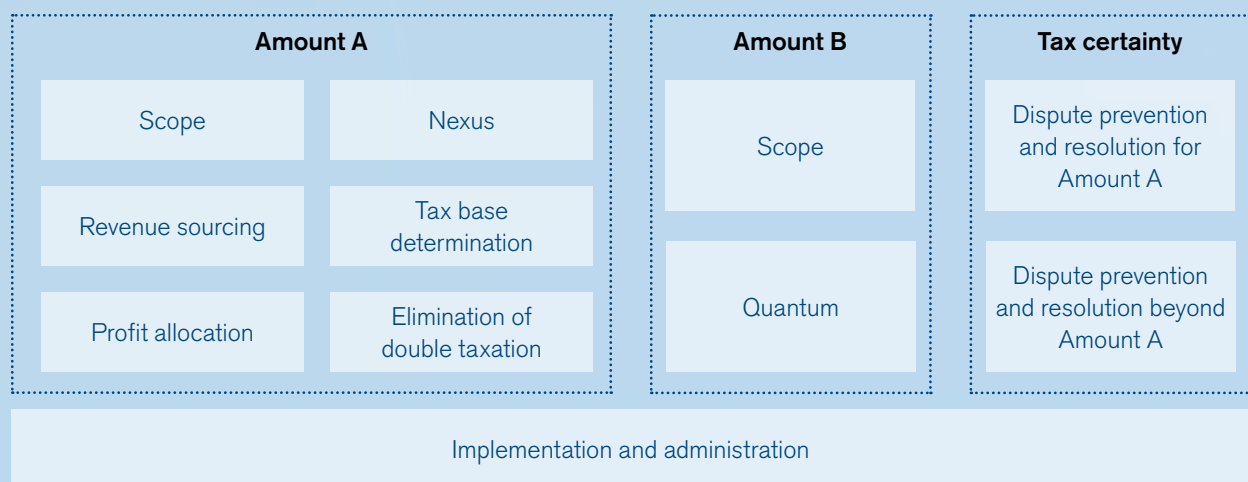 Amount A
Scope
Nexus
Revenue sourcing
Tax base
determination
Profit allocation
Elimination of
double taxation
Amount B
Scope
Quantum
Tax certainty
Dispute prevention
and resolution for
Amount A
Dispute prevention
and resolution beyond
Amount A
Implementation and administration